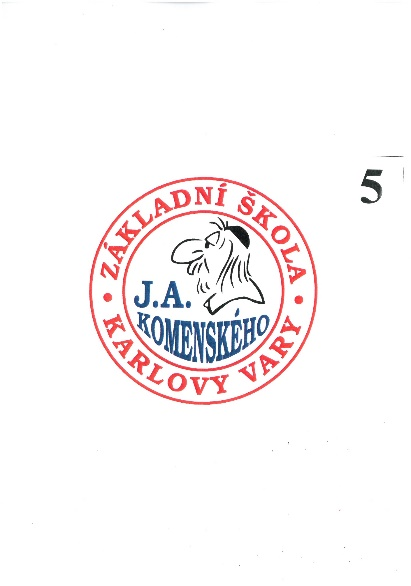 5
ZÁKLADNÍ ŠKOLA
J.A.
KOMENSKÉHO
• KARLOVY VARY •